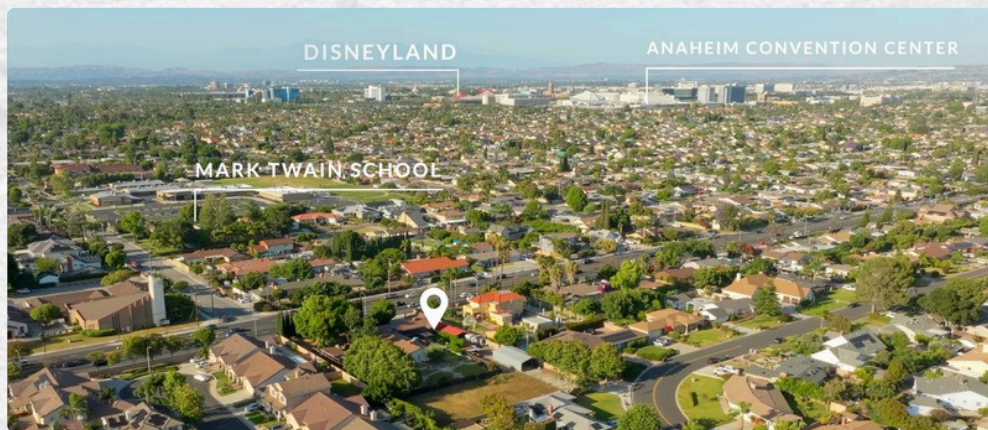 DISNEYLAND
ANAHEIM CONVENTION CENTER
MARK TWAIN SCHOOL